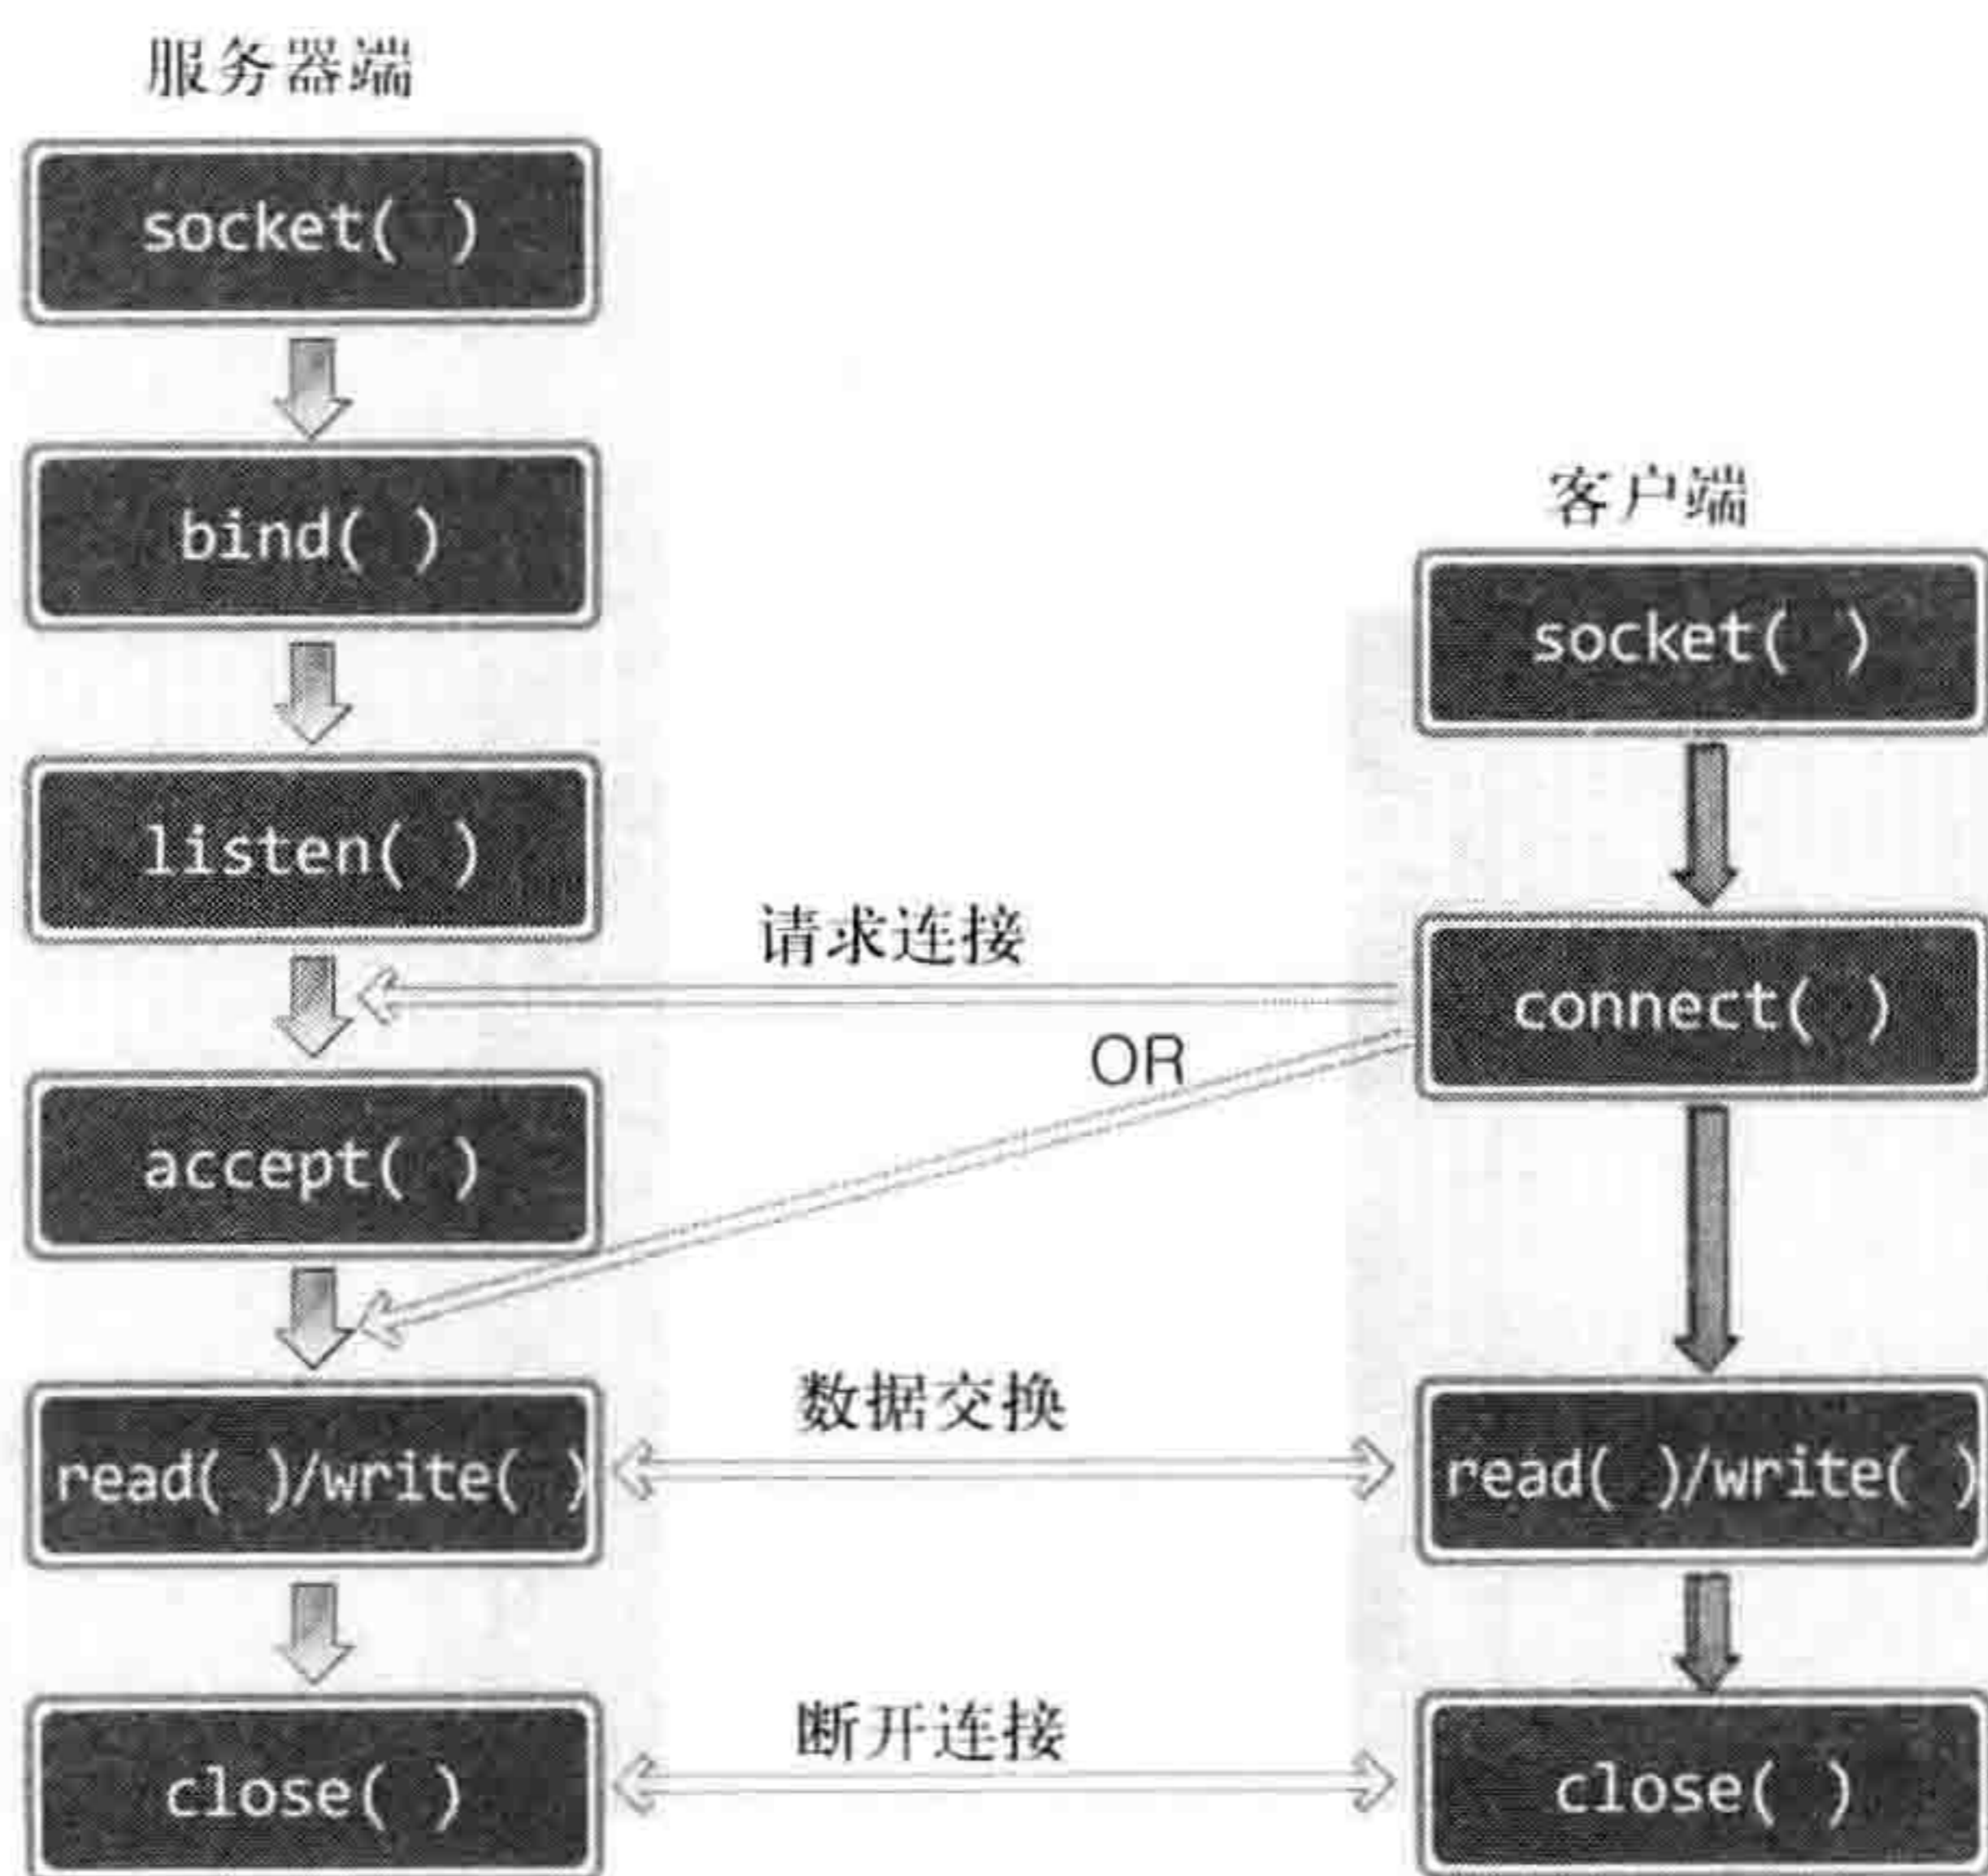 服务器端
socket( )
bind( )
客户端
socket( )
listen( )
请求连接
connect( )
OR
accept( )
数据交换
read( )/write( )
read( )/write( )
断开连接
close( )
close( )